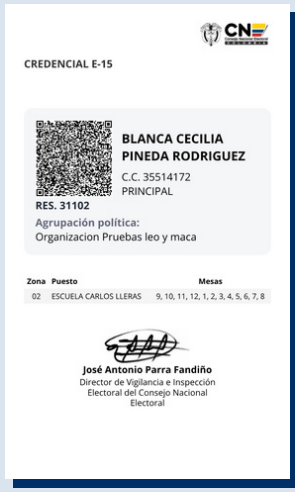 CNE
Consejo Nacional Electoral
COLOMBIA
CREDENCIAL E-15
BLANCA CECILIA
PINEDA RODRIGUEZ
C.C. 35514172
PRINCIPAL
RES. 31102
Agrupación política:
Organizacion Pruebas leo y maca
Zona Puesto Mesas
02 ESCUELA CARLOS LLERAS 9, 10, 11, 12, 1, 2, 3, 4, 5, 6, 7, 8
José Antonio Parra Fandiño
Director de Vigilancia e Inspección
Electoral del Consejo Nacional
Electoral